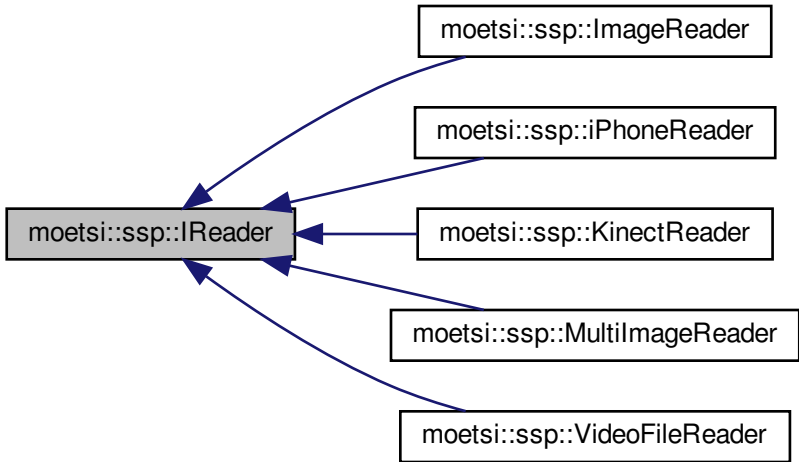 moetsi::ssp::ImageReader
moetsi::ssp::iPhoneReader
moetsi::ssp::IReader
moetsi::ssp::KinectReader
moetsi::ssp::MultiImageReader
moetsi::ssp::VideoFileReader